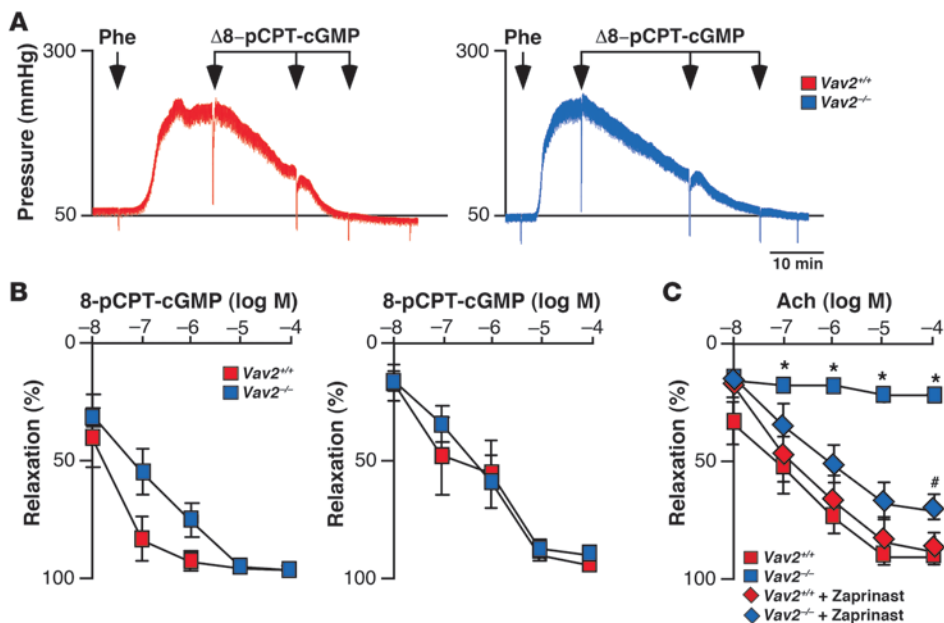 A
Phe Δ8–pCPT-cGMP
Phe Δ8–pCPT-cGMP
300
300
Pressure (mmHg)
Vav2+/+
Vav2–/–
50
50
10 min
B
8-pCPT-cGMP (log M)
–8 –7 –6 –5 –4
0
Relaxation (%)
50
100
Vav2+/+
Vav2–/–
8-pCPT-cGMP (log M)
–8 –7 –6 –5 –4
0
Relaxation (%)
50
100
C
Ach (log M)
–8 –7 –6 –5 –4
0
Relaxation (%)
50
100
* * * *
#
Vav2+/+
Vav2–/–
Vav2+/+ + Zaprinast
Vav2–/– + Zaprinast